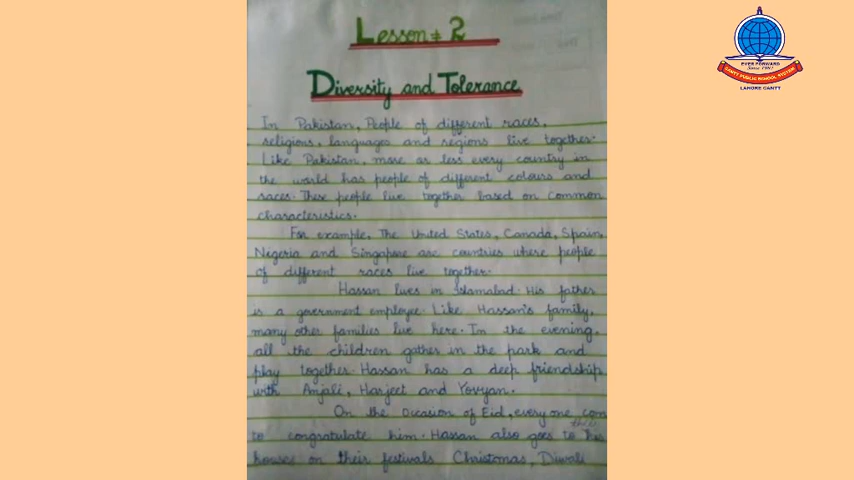 Lesson # 2
Diversity and Tolerance
In Pakistan, People of different races,
religions, languages and regions live together.
Like Pakistan, more or less every country in
the world has people of different colours and
races. These people live together based on common
characteristics.
For example, The United States, Canada, Spain,
Nigeria and Singapore are countries where people
of different races live together.
Hassan lives in Islamabad. His father
is a government employee. Like Hassan's family,
many other families live here. In the evening,
all the children gather in the park and
play together. Hassan has a deep friendship
with Anjali, Harjeet and Yovyan.
On the Occasion of Eid, everyone com
to congratulate him. Hassan also goes to their
houses on their festivals Christmas, Diwali
EVER FORWARD
Since 1987
CANTT PUBLIC SCHOOL SYSTEM
LAHORE CANTT